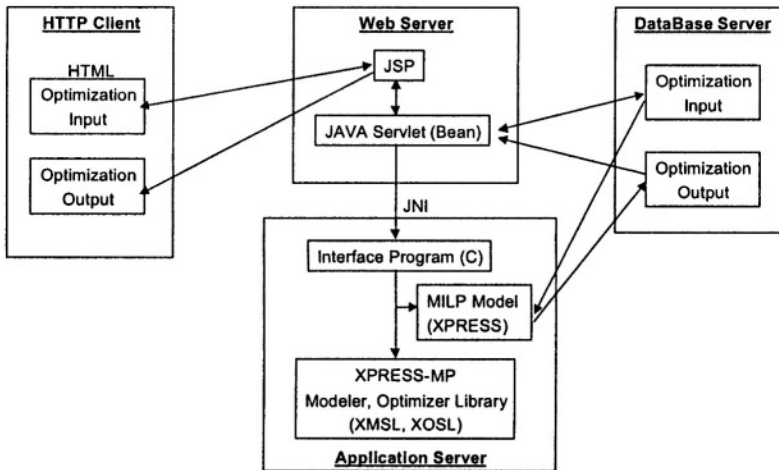 HTTP Client
HTML
Optimization
Input
Optimization
Output
Web Server
JSP
JAVA Servlet (Bean)
DataBase Server
Optimization
Input
Optimization
Output
JNI
Interface Program (C)
MILP Model
(XPRESS)
XPRESS-MP
Modeler, Optimizer Library
(XMSL, XOSL)
Application Server